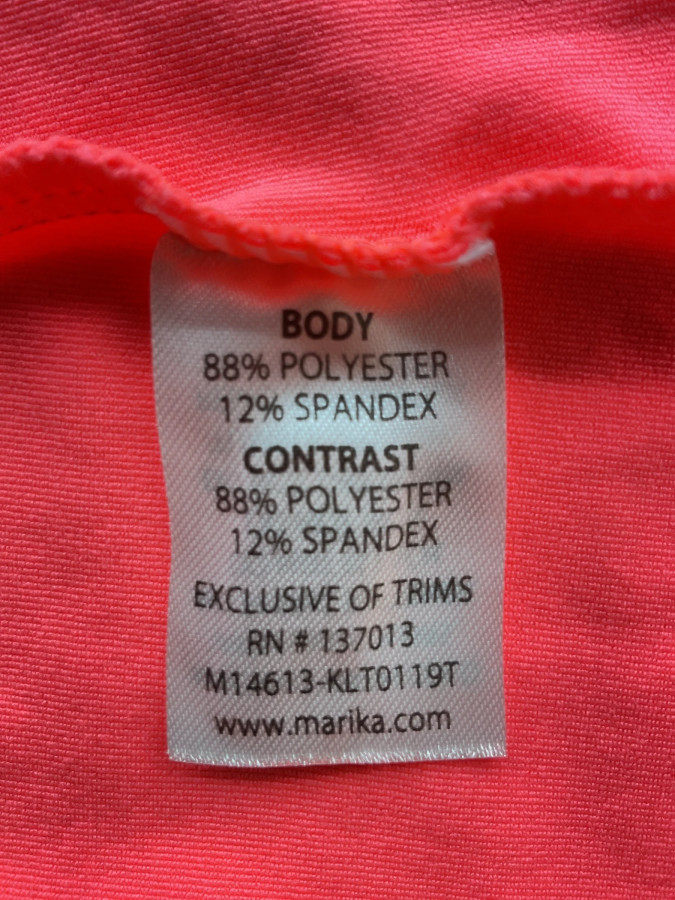 BODY
88% POLYESTER
12% SPANDEX
CONTRAST
88% POLYESTER
12% SPANDEX
EXCLUSIVE OF TRIMS
RN # 137013
M14613-KLT0119T
www.marika.com